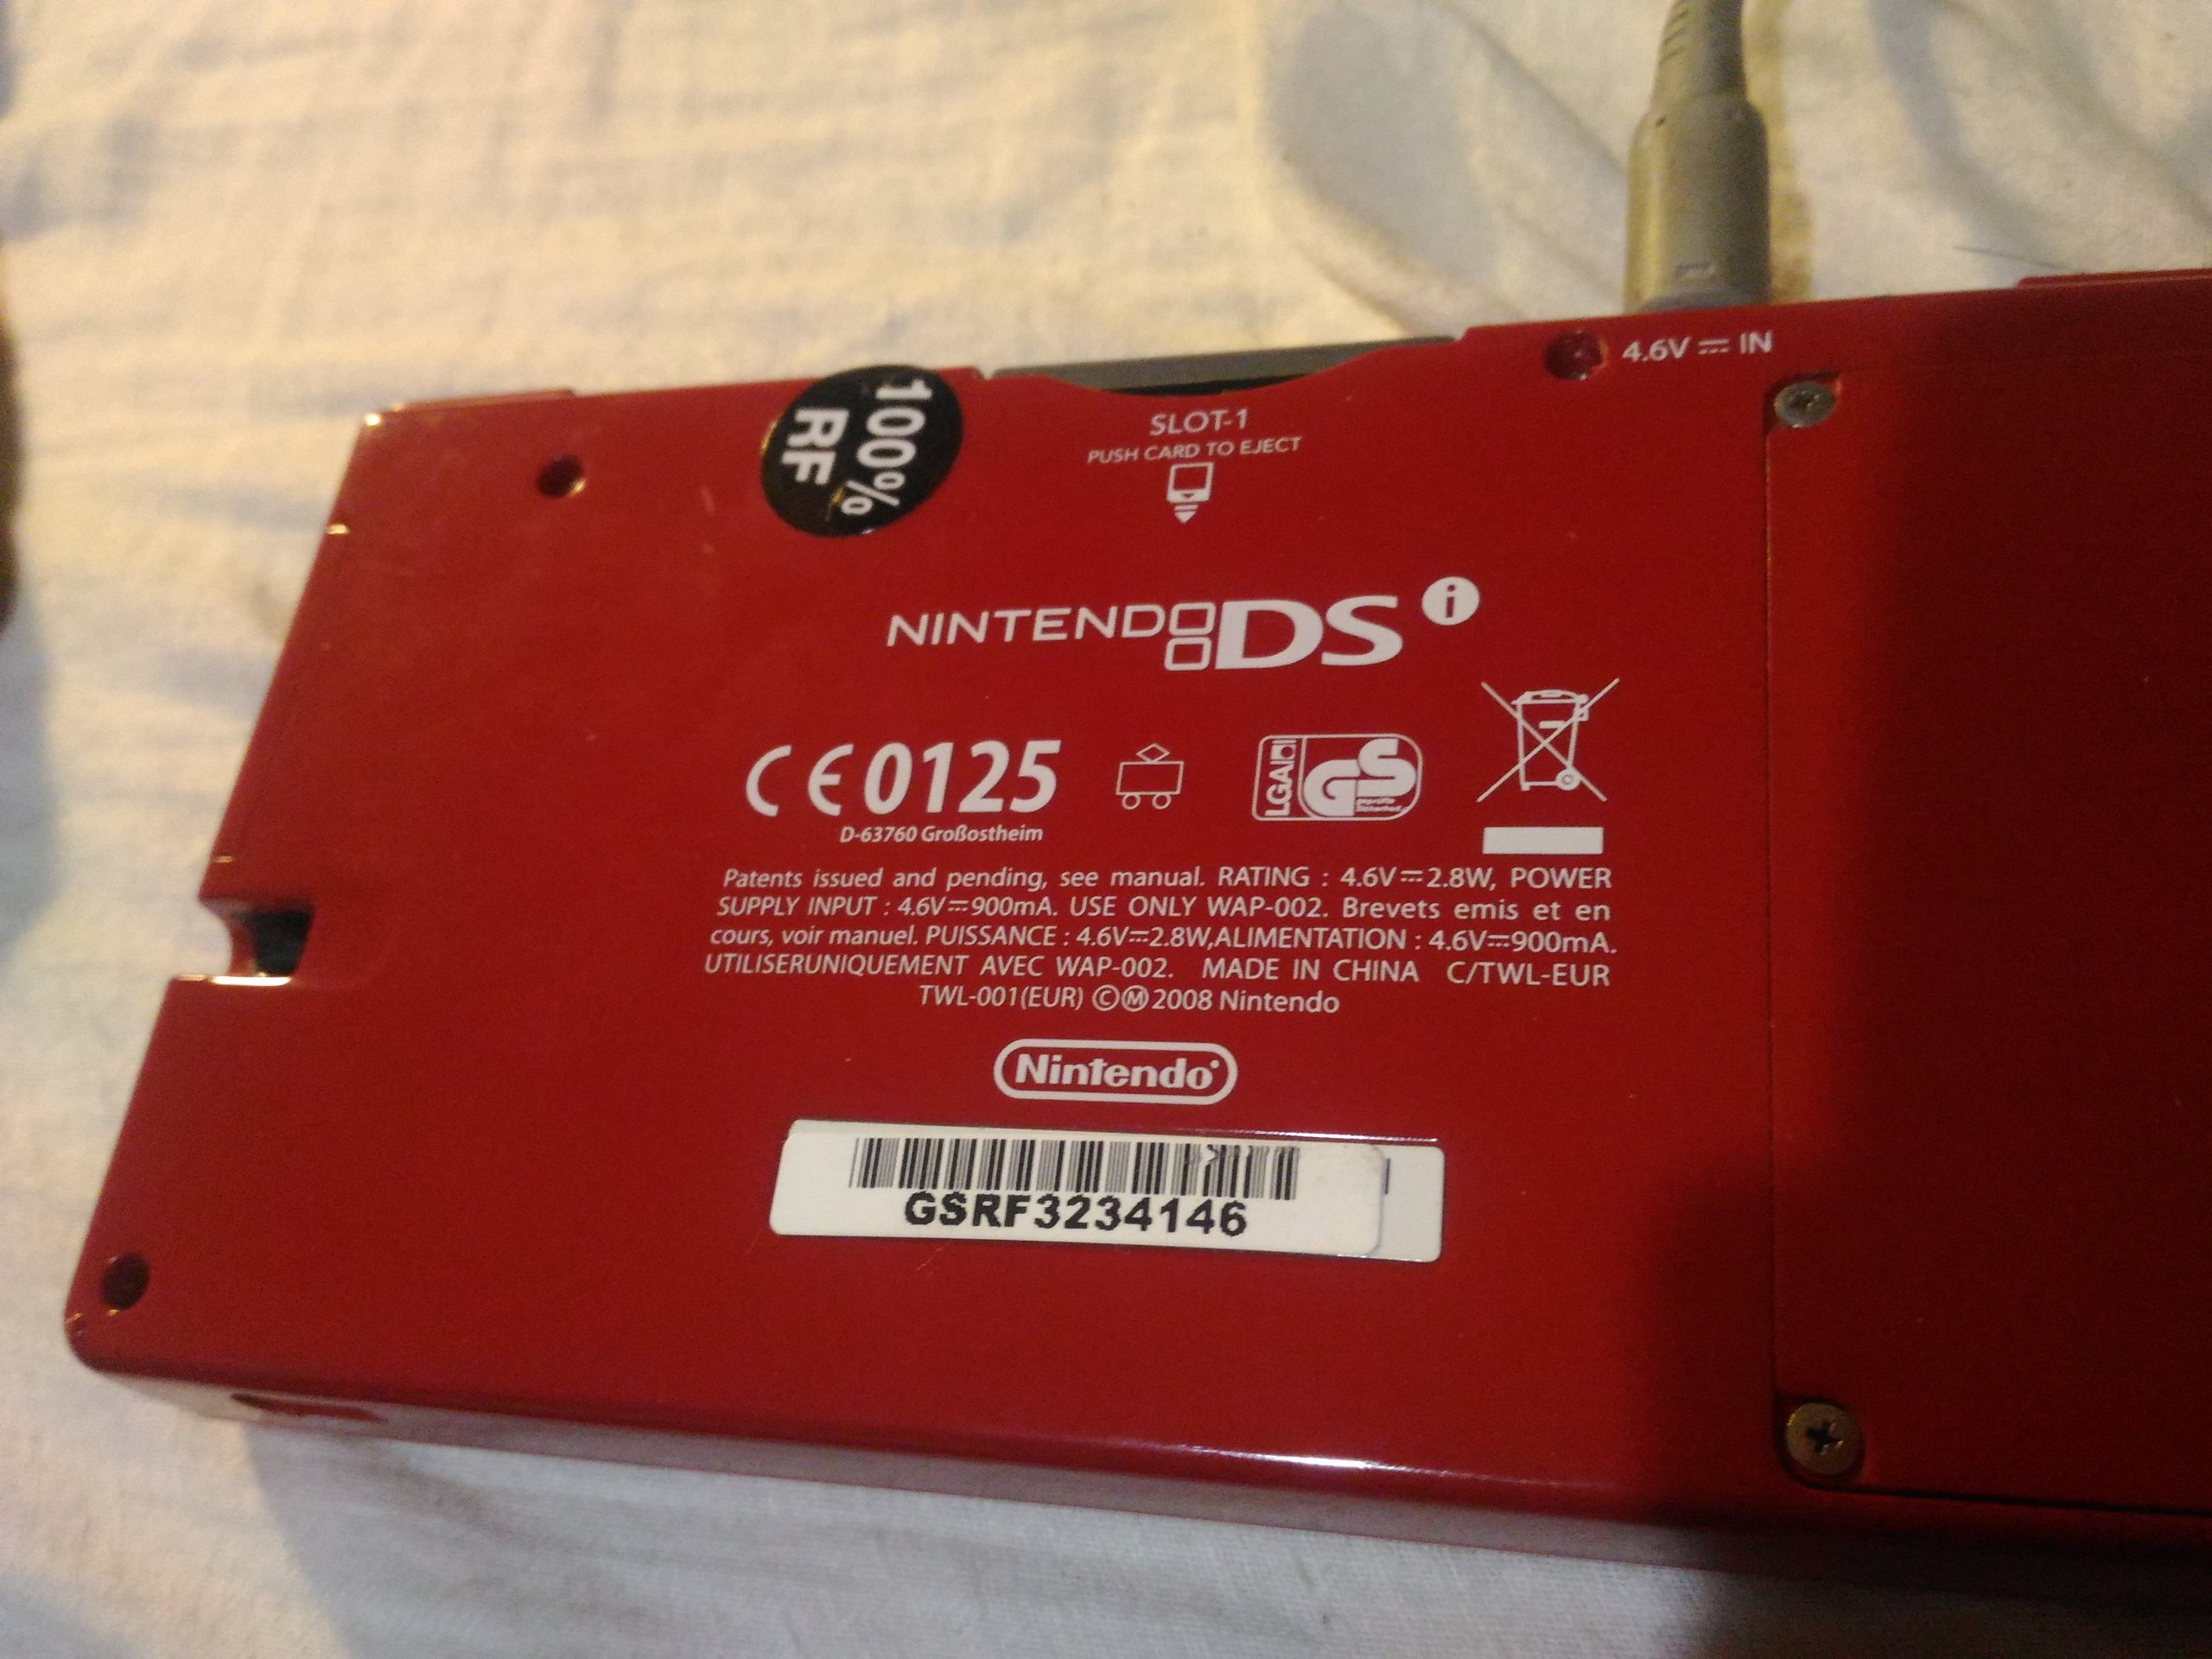 4.6V ⎓ IN
100%
RF
SLOT-1
PUSH CARD TO EJECT
NINTENDO DS i
CE 0125
D-63760 Großostheim
LGAI GS
Patents issued and pending, see manual. RATING : 4.6V⎓2.8W, POWER
SUPPLY INPUT : 4.6V⎓900mA. USE ONLY WAP-002. Brevets emis et en
cours, voir manuel. PUISSANCE : 4.6V⎓2.8W,ALIMENTATION : 4.6V⎓900mA.
UTILISERUNIQUEMENT AVEC WAP-002. MADE IN CHINA C/TWL-EUR
TWL-001(EUR) ©Ⓜ2008 Nintendo
Nintendo
GSRF3234146